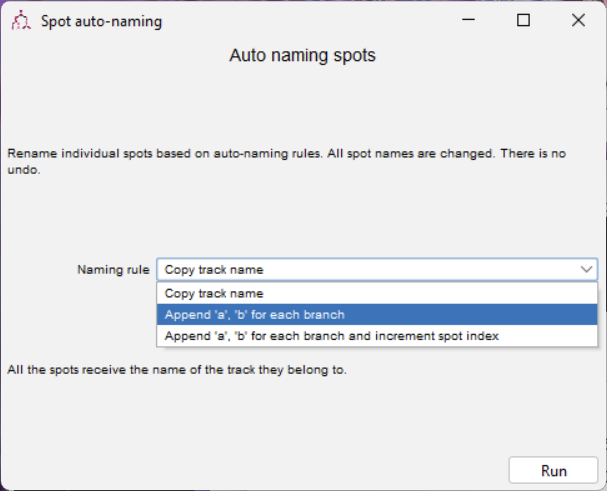 Spot auto-naming
Auto naming spots
Rename individual spots based on auto-naming rules. All spot names are changed. There is no
undo.
Naming rule Copy track name
Copy track name
Append 'a', 'b' for each branch
Append 'a', 'b' for each branch and increment spot index
All the spots receive the name of the track they belong to.
Run